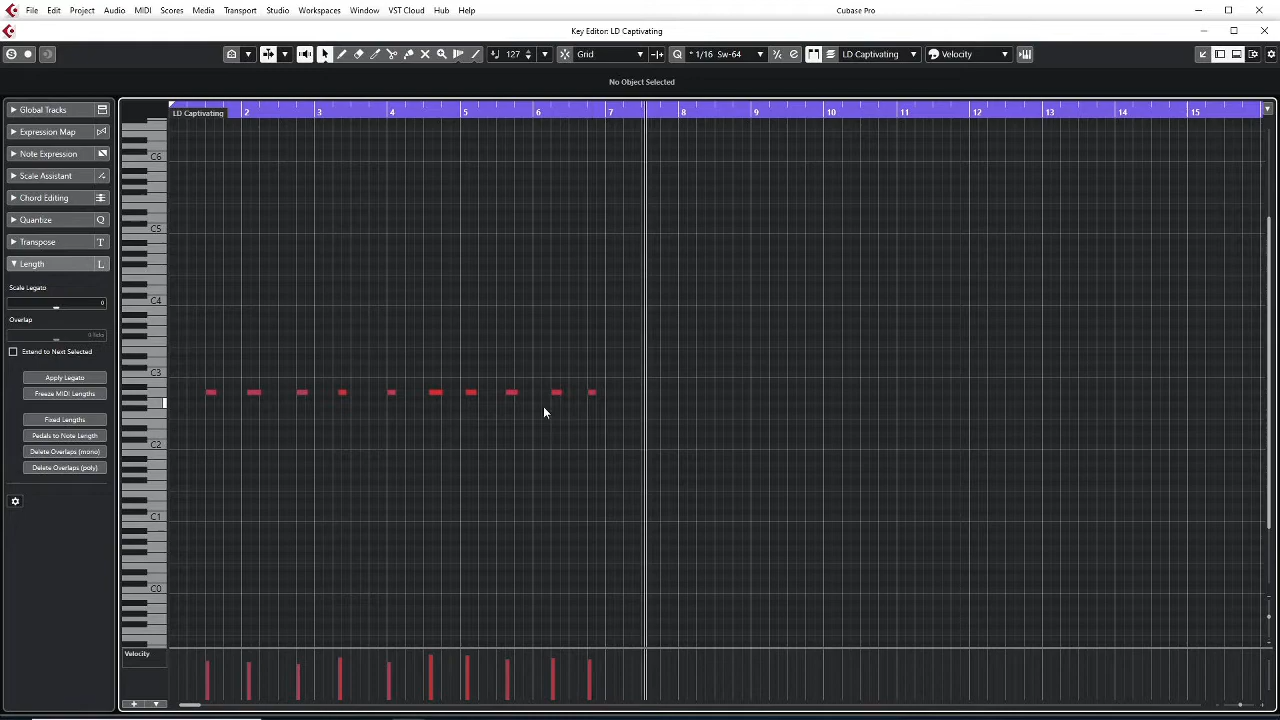 File Edit Project Audio MIDI Scores Media Transport Studio Workspaces Window VST Cloud Hub Help Cubase Pro
Key Editor: LD Captivating
127 Grid 1/16 Sw-64 LD Captivating Velocity
No Object Selected
Global Tracks
Expression Map
Note Expression
Scale Assistant
Chord Editing
Quantize Q
Transpose T
Length L
Scale Legato
0
Overlap
0 Ticks
Extend to Next Selected
Apply Legato
Freeze MIDI Lengths
Fixed Lengths
Pedals to Note Length
Delete Overlaps (mono)
Delete Overlaps (poly)
LD Captivating 2 3 4 5 6 7 8 9 10 11 12 13 14 15
C6
C5
C4
C3
C2
C1
C0
Velocity